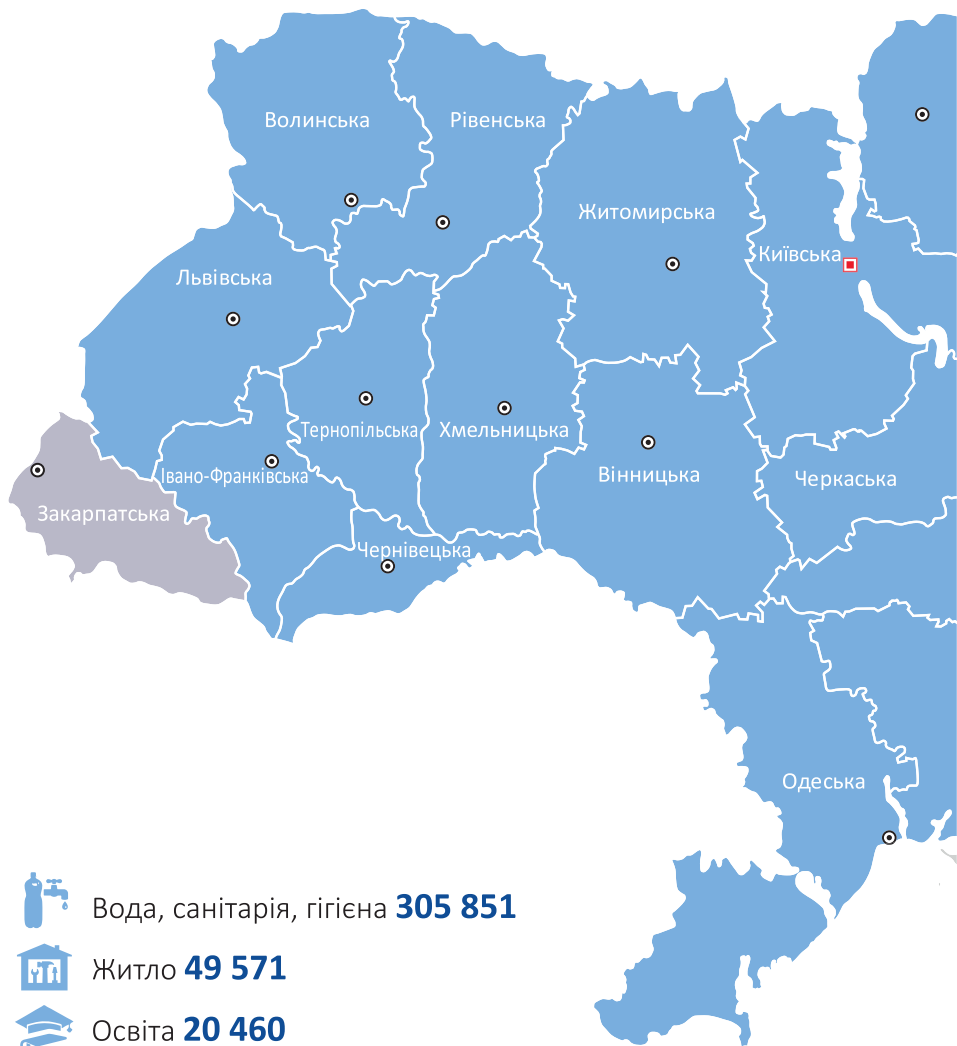 Волинська
Рівенська
Житомирська
Київська
Львівська
Тернопільська
Хмельницька
Вінницька
Черкаська
Івано-Франківська
Закарпатська
Чернівецька
Одеська
Вода, санітарія, гігієна 305 851
Житло 49 571
Освіта 20 460